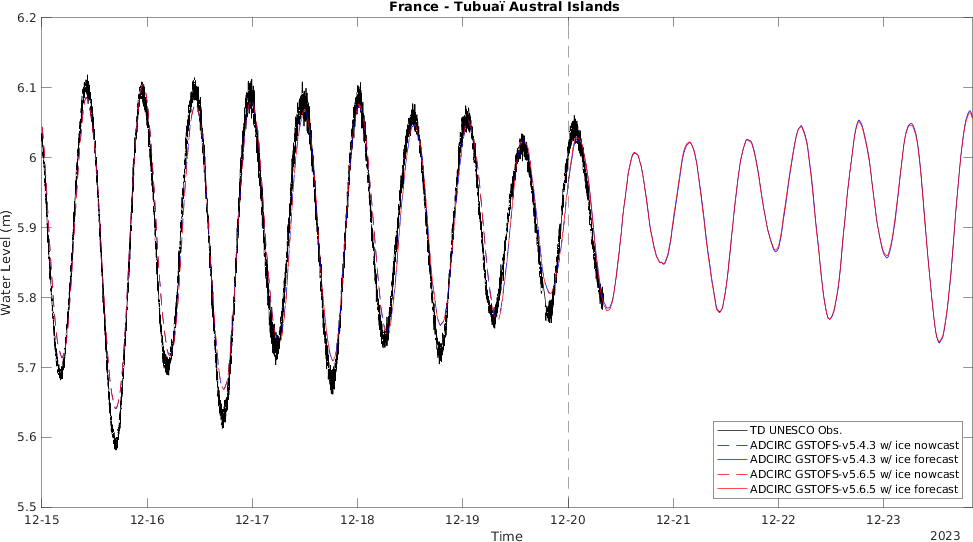 France - Tubuaï Austral Islands
6.2
6.1
6
5.9
5.8
5.7
5.6
5.5
Water Level (m)
TD UNESCO Obs.
ADCIRC GSTOFS-v5.4.3 w/ ice nowcast
ADCIRC GSTOFS-v5.4.3 w/ ice forecast
ADCIRC GSTOFS-v5.6.5 w/ ice nowcast
ADCIRC GSTOFS-v5.6.5 w/ ice forecast
12-15 12-16 12-17 12-18 12-19 12-20 12-21 12-22 12-23
Time
2023